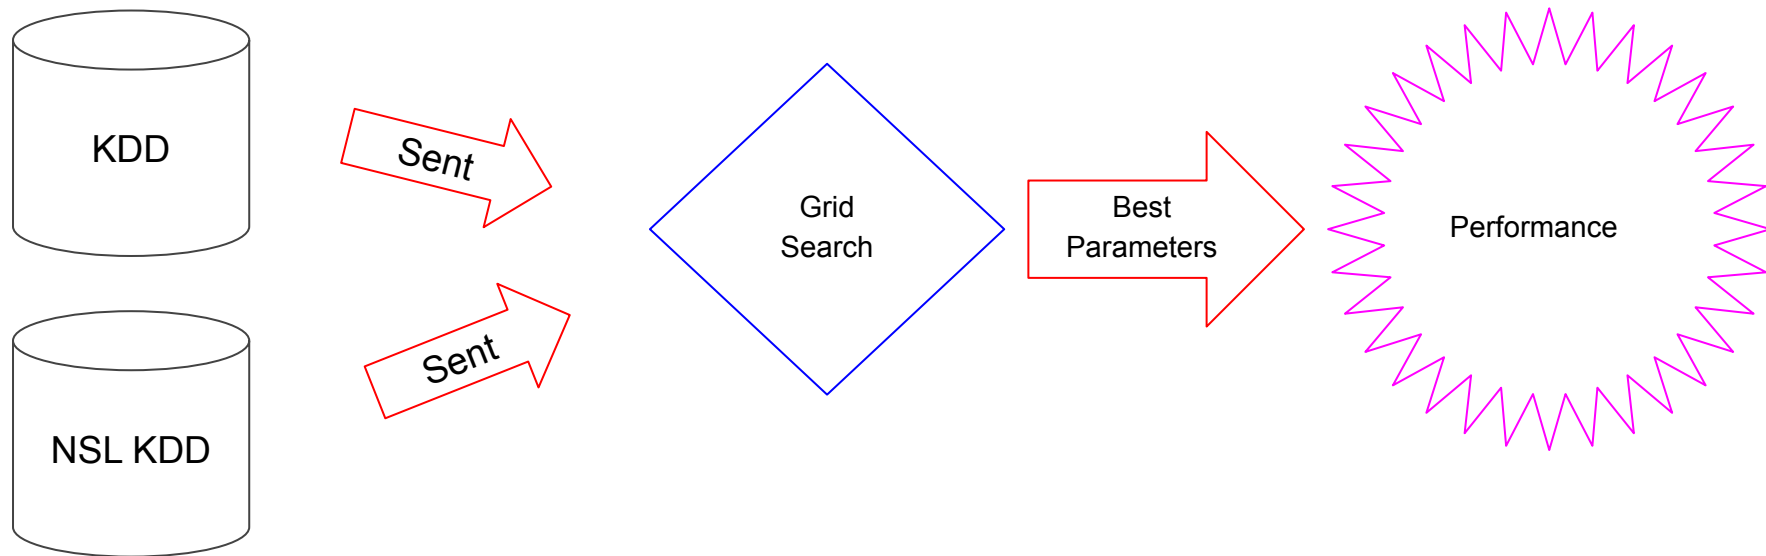 KDD
Sent
NSL KDD
Sent
Grid
Search
Best
Parameters
Performance